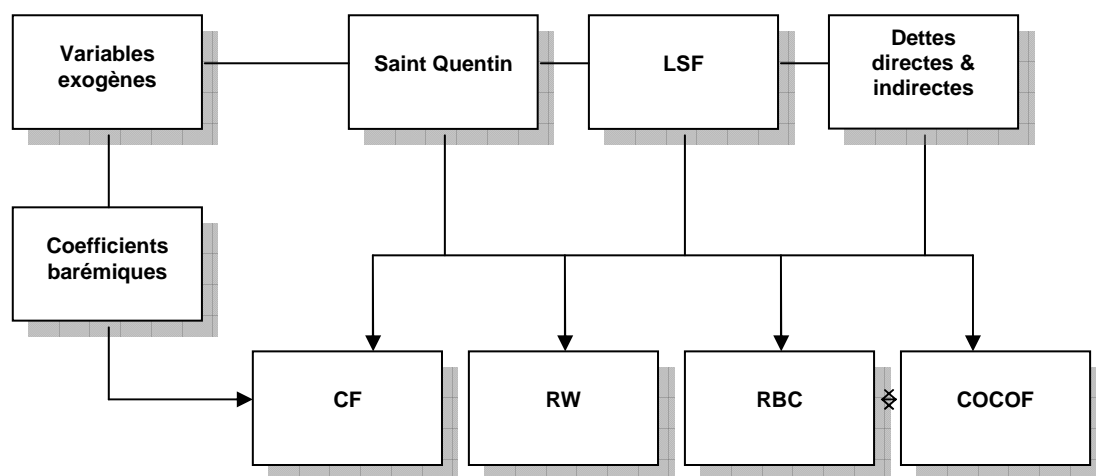 Variables
exogènes
Saint Quentin
LSF
Dettes
directes &
indirectes
Coefficients
barémiques
CF
RW
RBC
COCOF